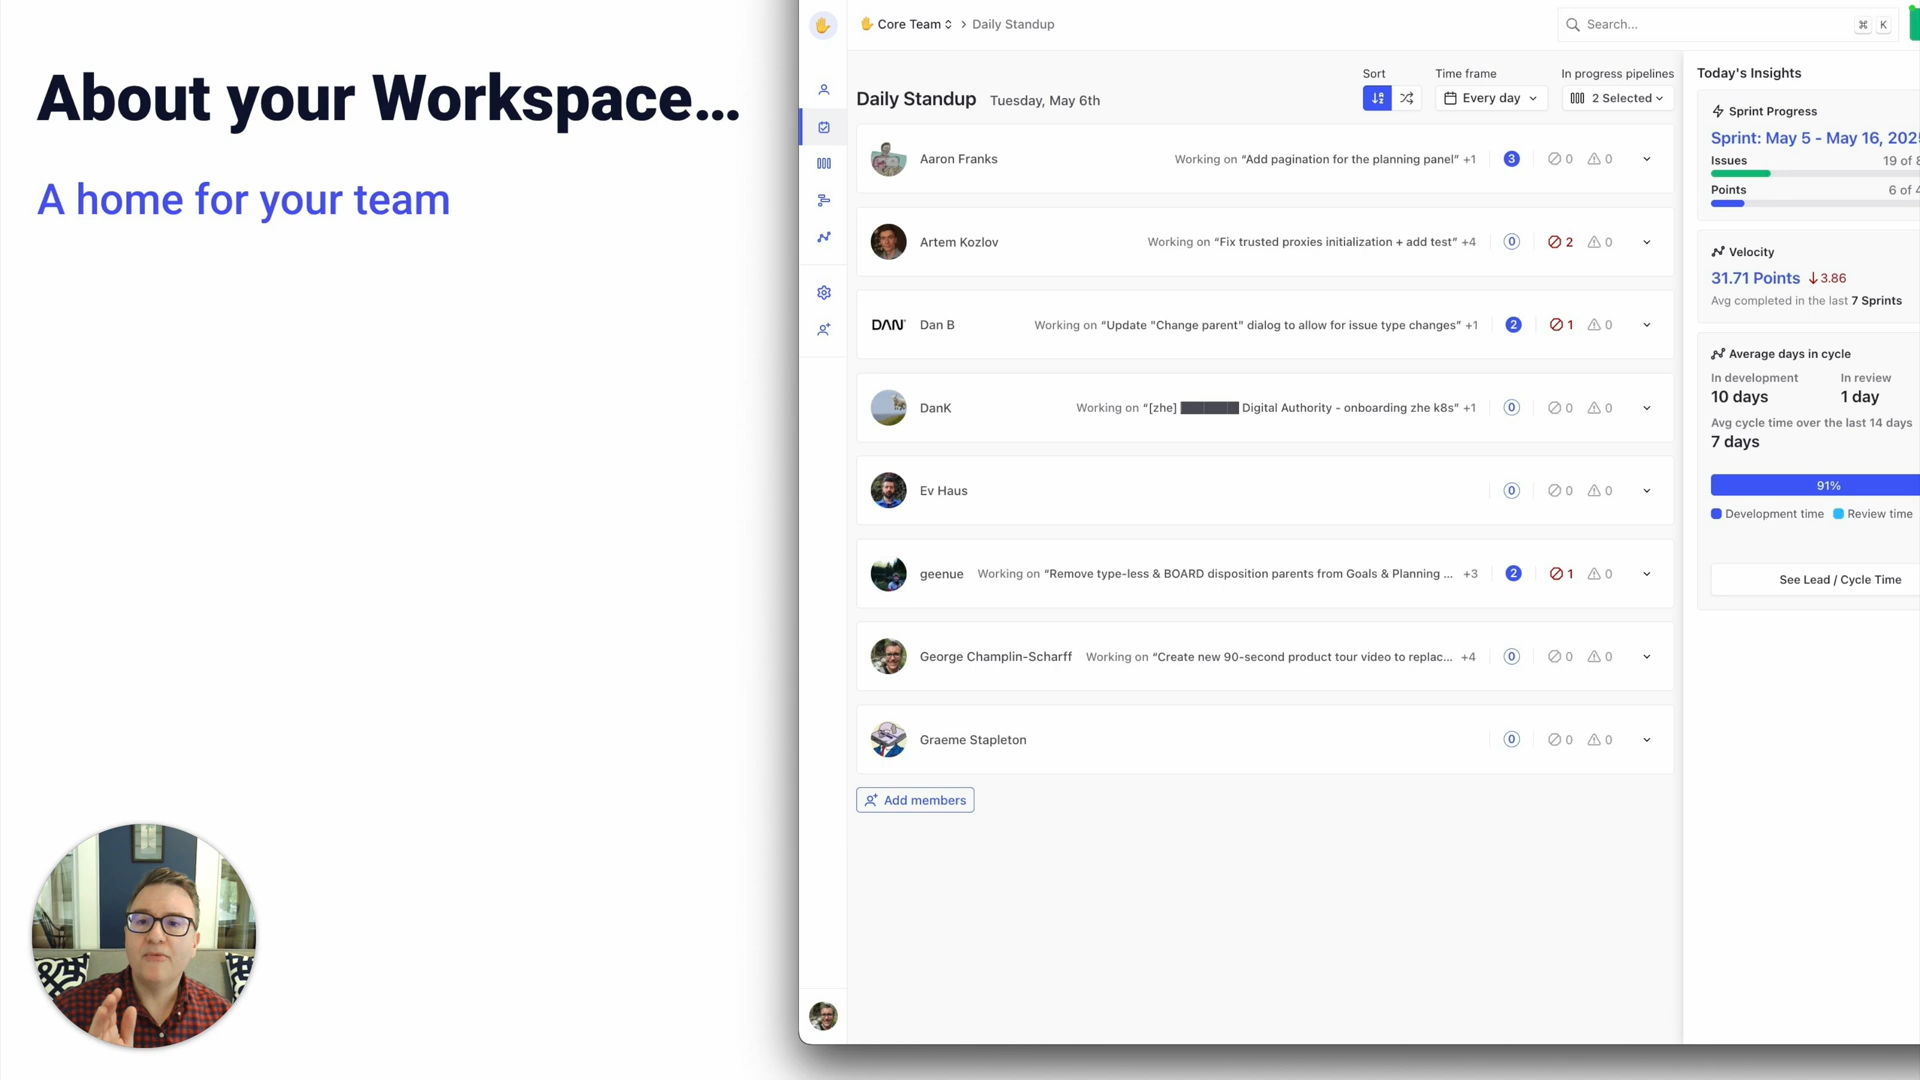 About your Workspace...
A home for your team
Core Team > Daily Standup
Search... ⌘ K
Daily Standup Tuesday, May 6th
Sort
Time frame
Every day
In progress pipelines
2 Selected
Aaron Franks Working on “Add pagination for the planning panel” +1 3 0 0
Artem Kozlov Working on “Fix trusted proxies initialization + add test” +4 0 2 0
DAN Dan B Working on “Update "Change parent" dialog to allow for issue type changes” +1 2 1 0
DanK Working on “[zhe] Digital Authority - onboarding zhe k8s” +1 0 0 0
Ev Haus 0 0 0
geenue Working on “Remove type-less & BOARD disposition parents from Goals & Planning ... +3 2 1 0
George Champlin-Scharff Working on “Create new 90-second product tour video to replac... +4 0 0 0
Graeme Stapleton 0 0 0
Add members
Today's Insights
Sprint Progress
Sprint: May 5 - May 16, 202
Issues 19 of
Points 6 of
Velocity
31.71 Points ↓3.86
Avg completed in the last 7 Sprints
Average days in cycle
In development In review
10 days 1 day
Avg cycle time over the last 14 days
7 days
91%
Development time Review time
See Lead / Cycle Time